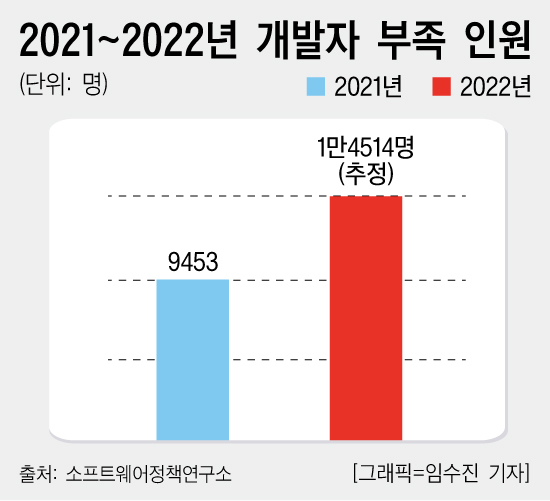 2021~2022년 개발자 부족 인원
(단위: 명)
2021년 2022년
1만4514명
(추정)
9453
출처: 소프트웨어정책연구소 [그래픽=임수진 기자]